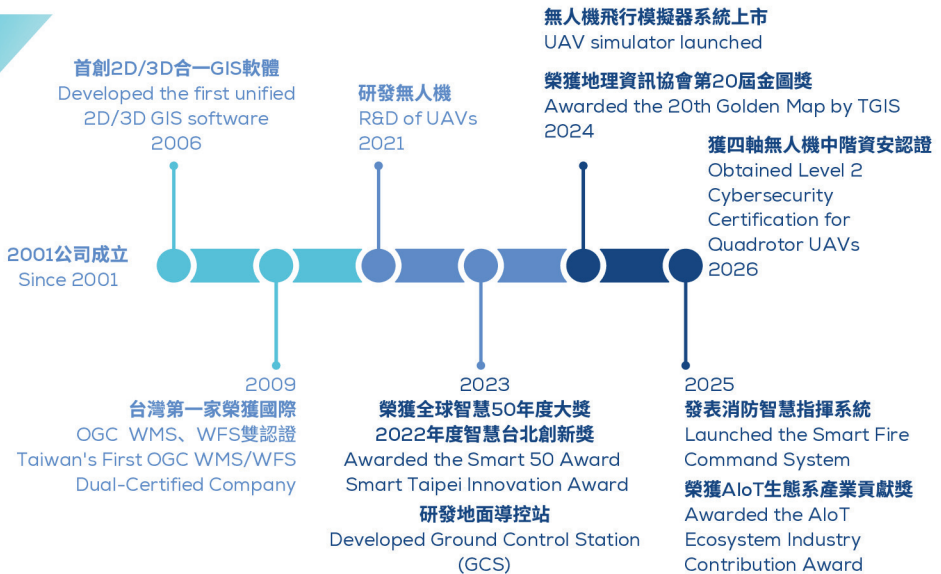 2001公司成立
Since 2001
首創2D/3D合一GIS軟體
Developed the first unified
2D/3D GIS software
2006
2009
台灣第一家榮獲國際
OGC WMS、WFS雙認證
Taiwan's First OGC WMS/WFS
Dual-Certified Company
研發無人機
R&D of UAVs
2021
2023
榮獲全球智慧50年度大獎
2022年度智慧台北創新獎
Awarded the Smart 50 Award
Smart Taipei Innovation Award
研發地面導控站
Developed Ground Control Station
(GCS)
無人機飛行模擬器系統上市
UAV simulator launched
榮獲地理資訊協會第20屆金圖獎
Awarded the 20th Golden Map by TGIS
2024
2025
發表消防智慧指揮系統
Launched the Smart Fire
Command System
榮獲AIoT生態系產業貢獻獎
Awarded the AIoT
Ecosystem Industry
Contribution Award
獲四軸無人機中階資安認證
Obtained Level 2
Cybersecurity
Certification for
Quadrotor UAVs
2026